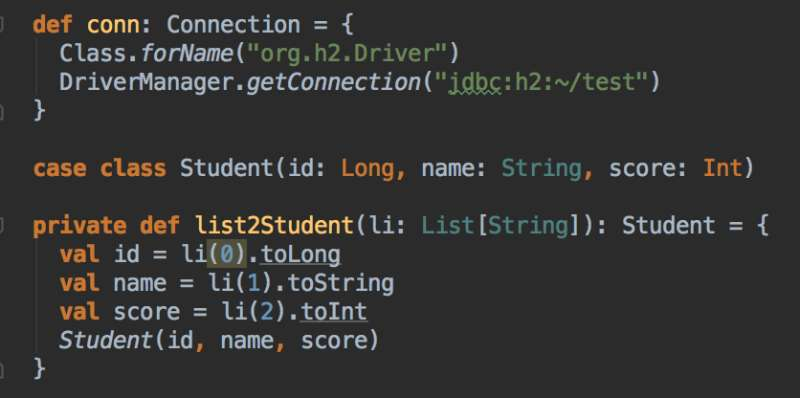 def conn: Connection = {
  Class.forName("org.h2.Driver")
  DriverManager.getConnection("jdbc:h2:~/test")
}

case class Student(id: Long, name: String, score: Int)

private def list2Student(li: List[String]): Student = {
  val id = li(0).toLong
  val name = li(1).toString
  val score = li(2).toInt
  Student(id, name, score)
}